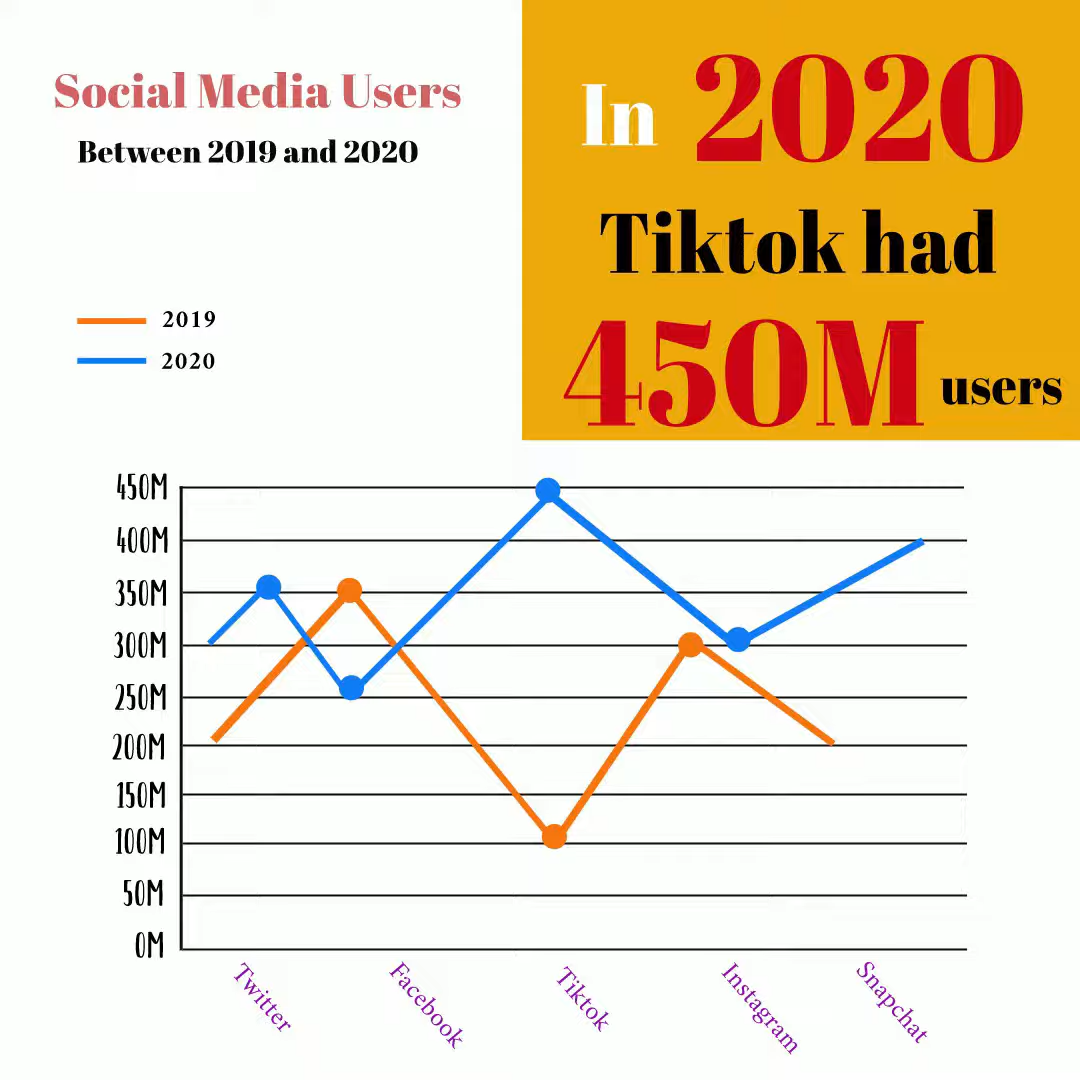 Social Media Users
Between 2019 and 2020
In 2020
Tiktok had
450M users
2019
2020
450M
400M
350M
300M
250M
200M
150M
100M
50M
0M
Twitter
Facebook
Tiktok
Instagram
Snapchat